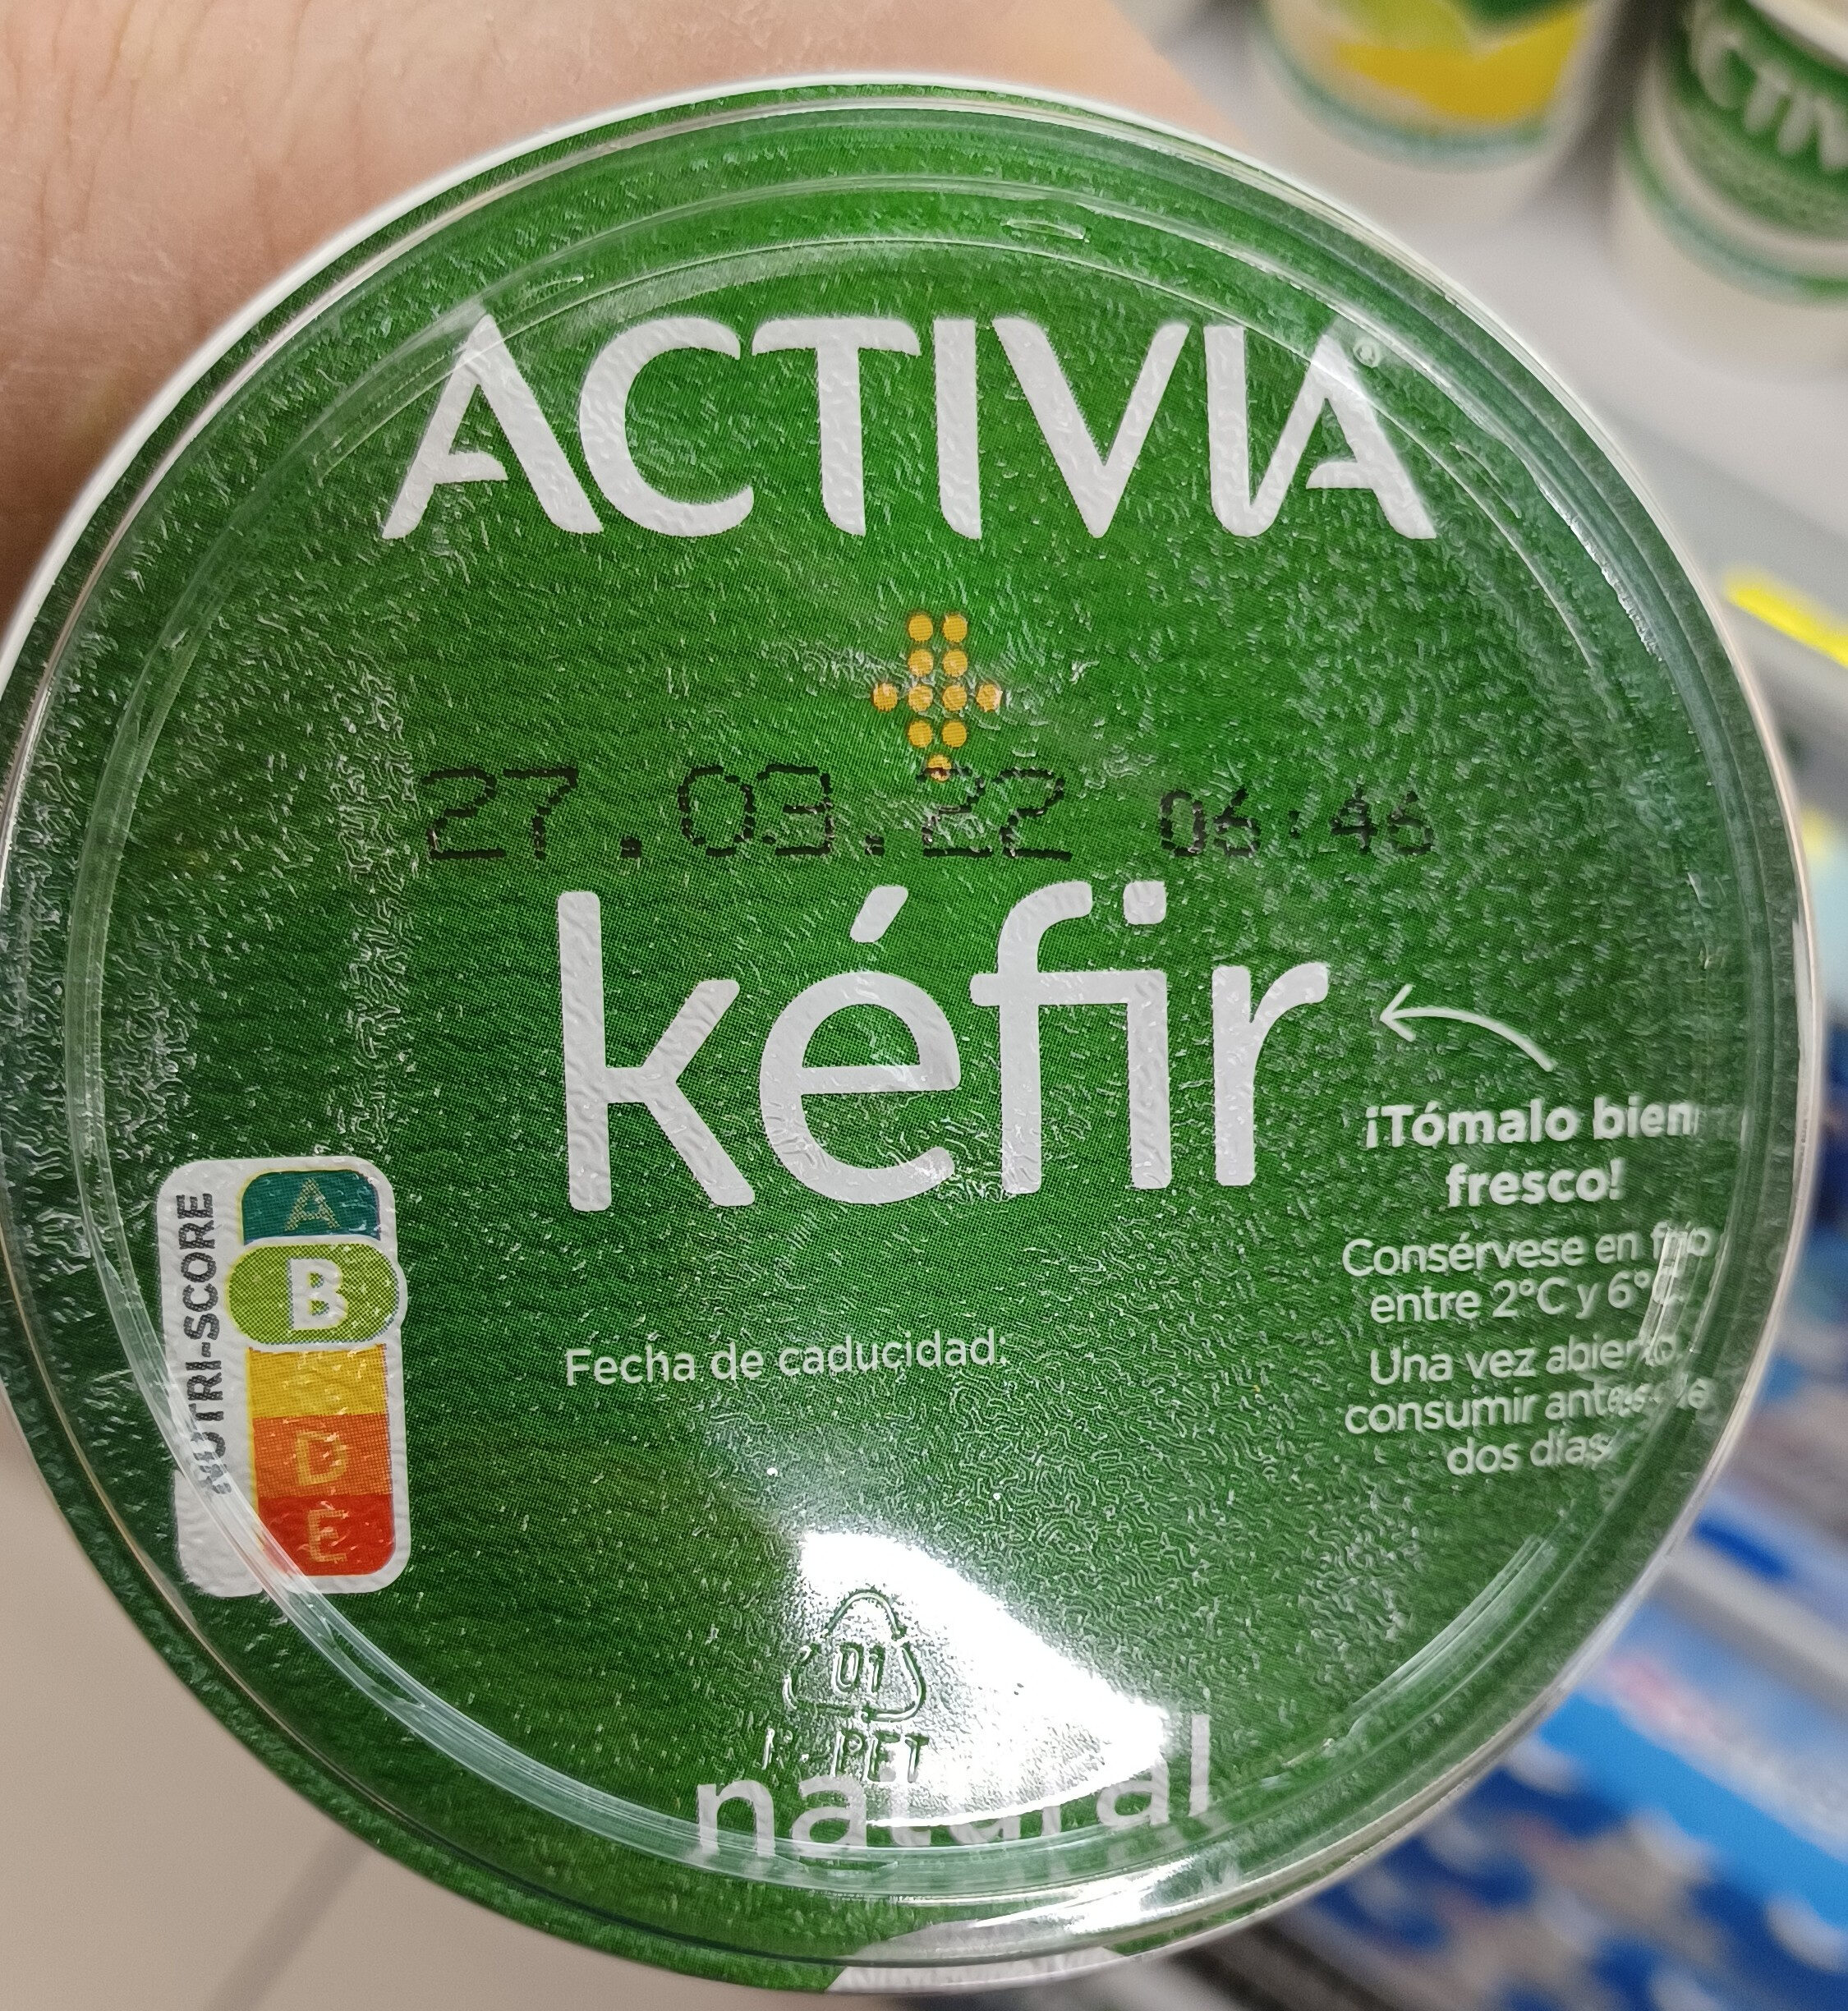 ACTIVIA®
27.03.22 06:46
kéfir
¡Tómalo bien
fresco!
Consérvese en frío
entre 2°C y 6°C
Una vez abierto,
consumir antes de
dos días.
NUTRI-SCORE
A
B
D
E
Fecha de caducidad:
01
R-PET
natural
ACTIV